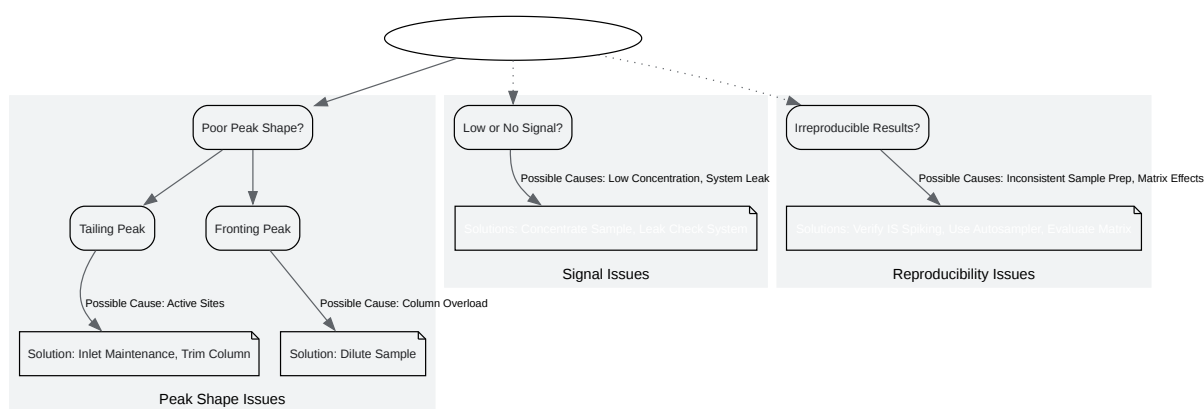 Poor Peak Shape?
Low or No Signal?
Irreproducible Results?
Possible Causes: Low Concentration, System Leak
Possible Causes: Inconsistent Sample Prep, Matrix Effects
Tailing Peak
Fronting Peak
Solutions: Concentrate Sample, Leak Check System
Solutions: Verify IS Spiking, Use Autosampler, Evaluate Matrix
Signal Issues
Reproducibility Issues
Possible Cause: Active Sites
Possible Cause: Column Overload
Solution: Inlet Maintenance, Trim Column
Solution: Dilute Sample
Peak Shape Issues